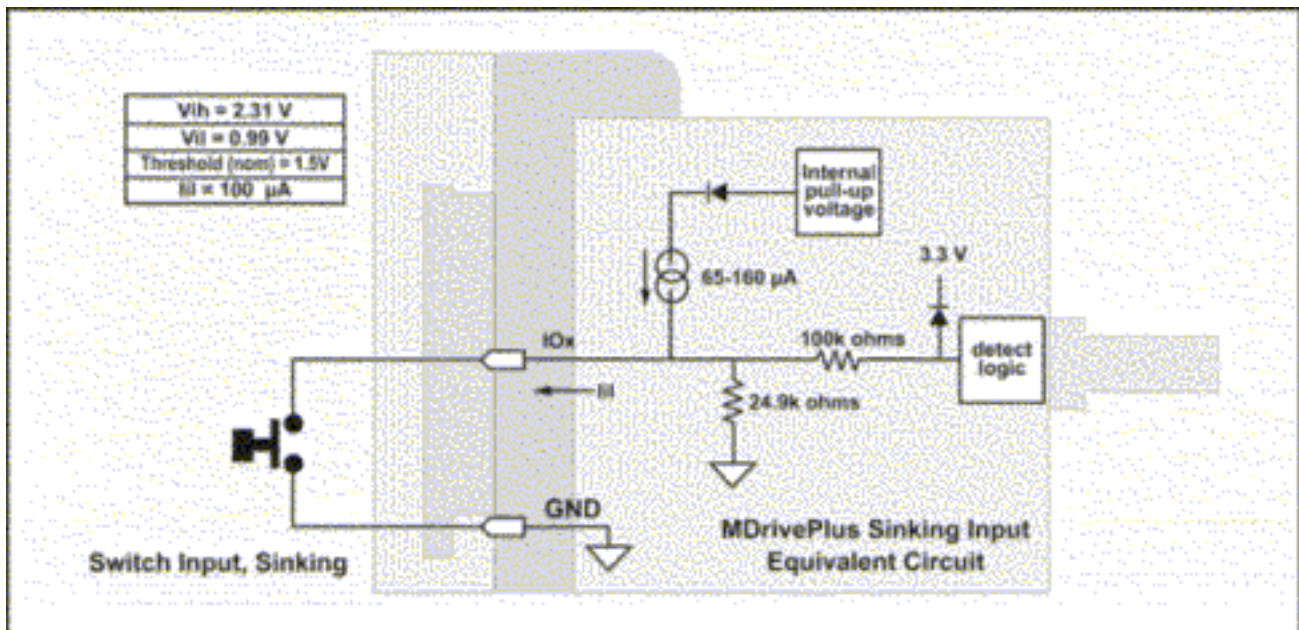 Vih = 2.31 V
Vil = 0.99 V
Threshold (nom) = 1.5V
Iil = 100 µA
Internal
pull-up
voltage
3.3 V
65-160 µA
IOx
100k ohms
detect
logic
Iil
24.9k ohms
GND
MDrivePlus Sinking Input
Equivalent Circuit
Switch Input, Sinking